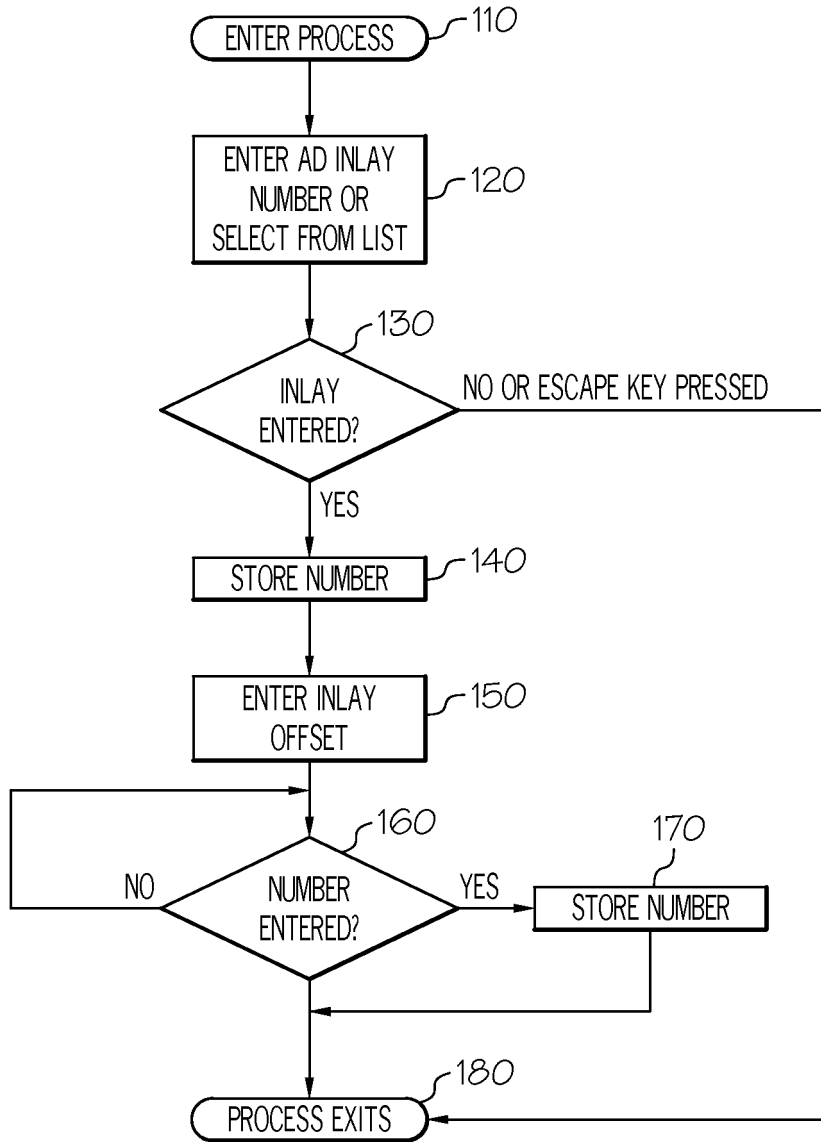 ENTER PROCESS
110
ENTER AD INLAY
NUMBER OR
SELECT FROM LIST
120
130
INLAY
ENTERED?
NO OR ESCAPE KEY PRESSED
YES
STORE NUMBER
140
ENTER INLAY
OFFSET
150
160
NUMBER
ENTERED?
NO
YES
170
STORE NUMBER
PROCESS EXITS
180